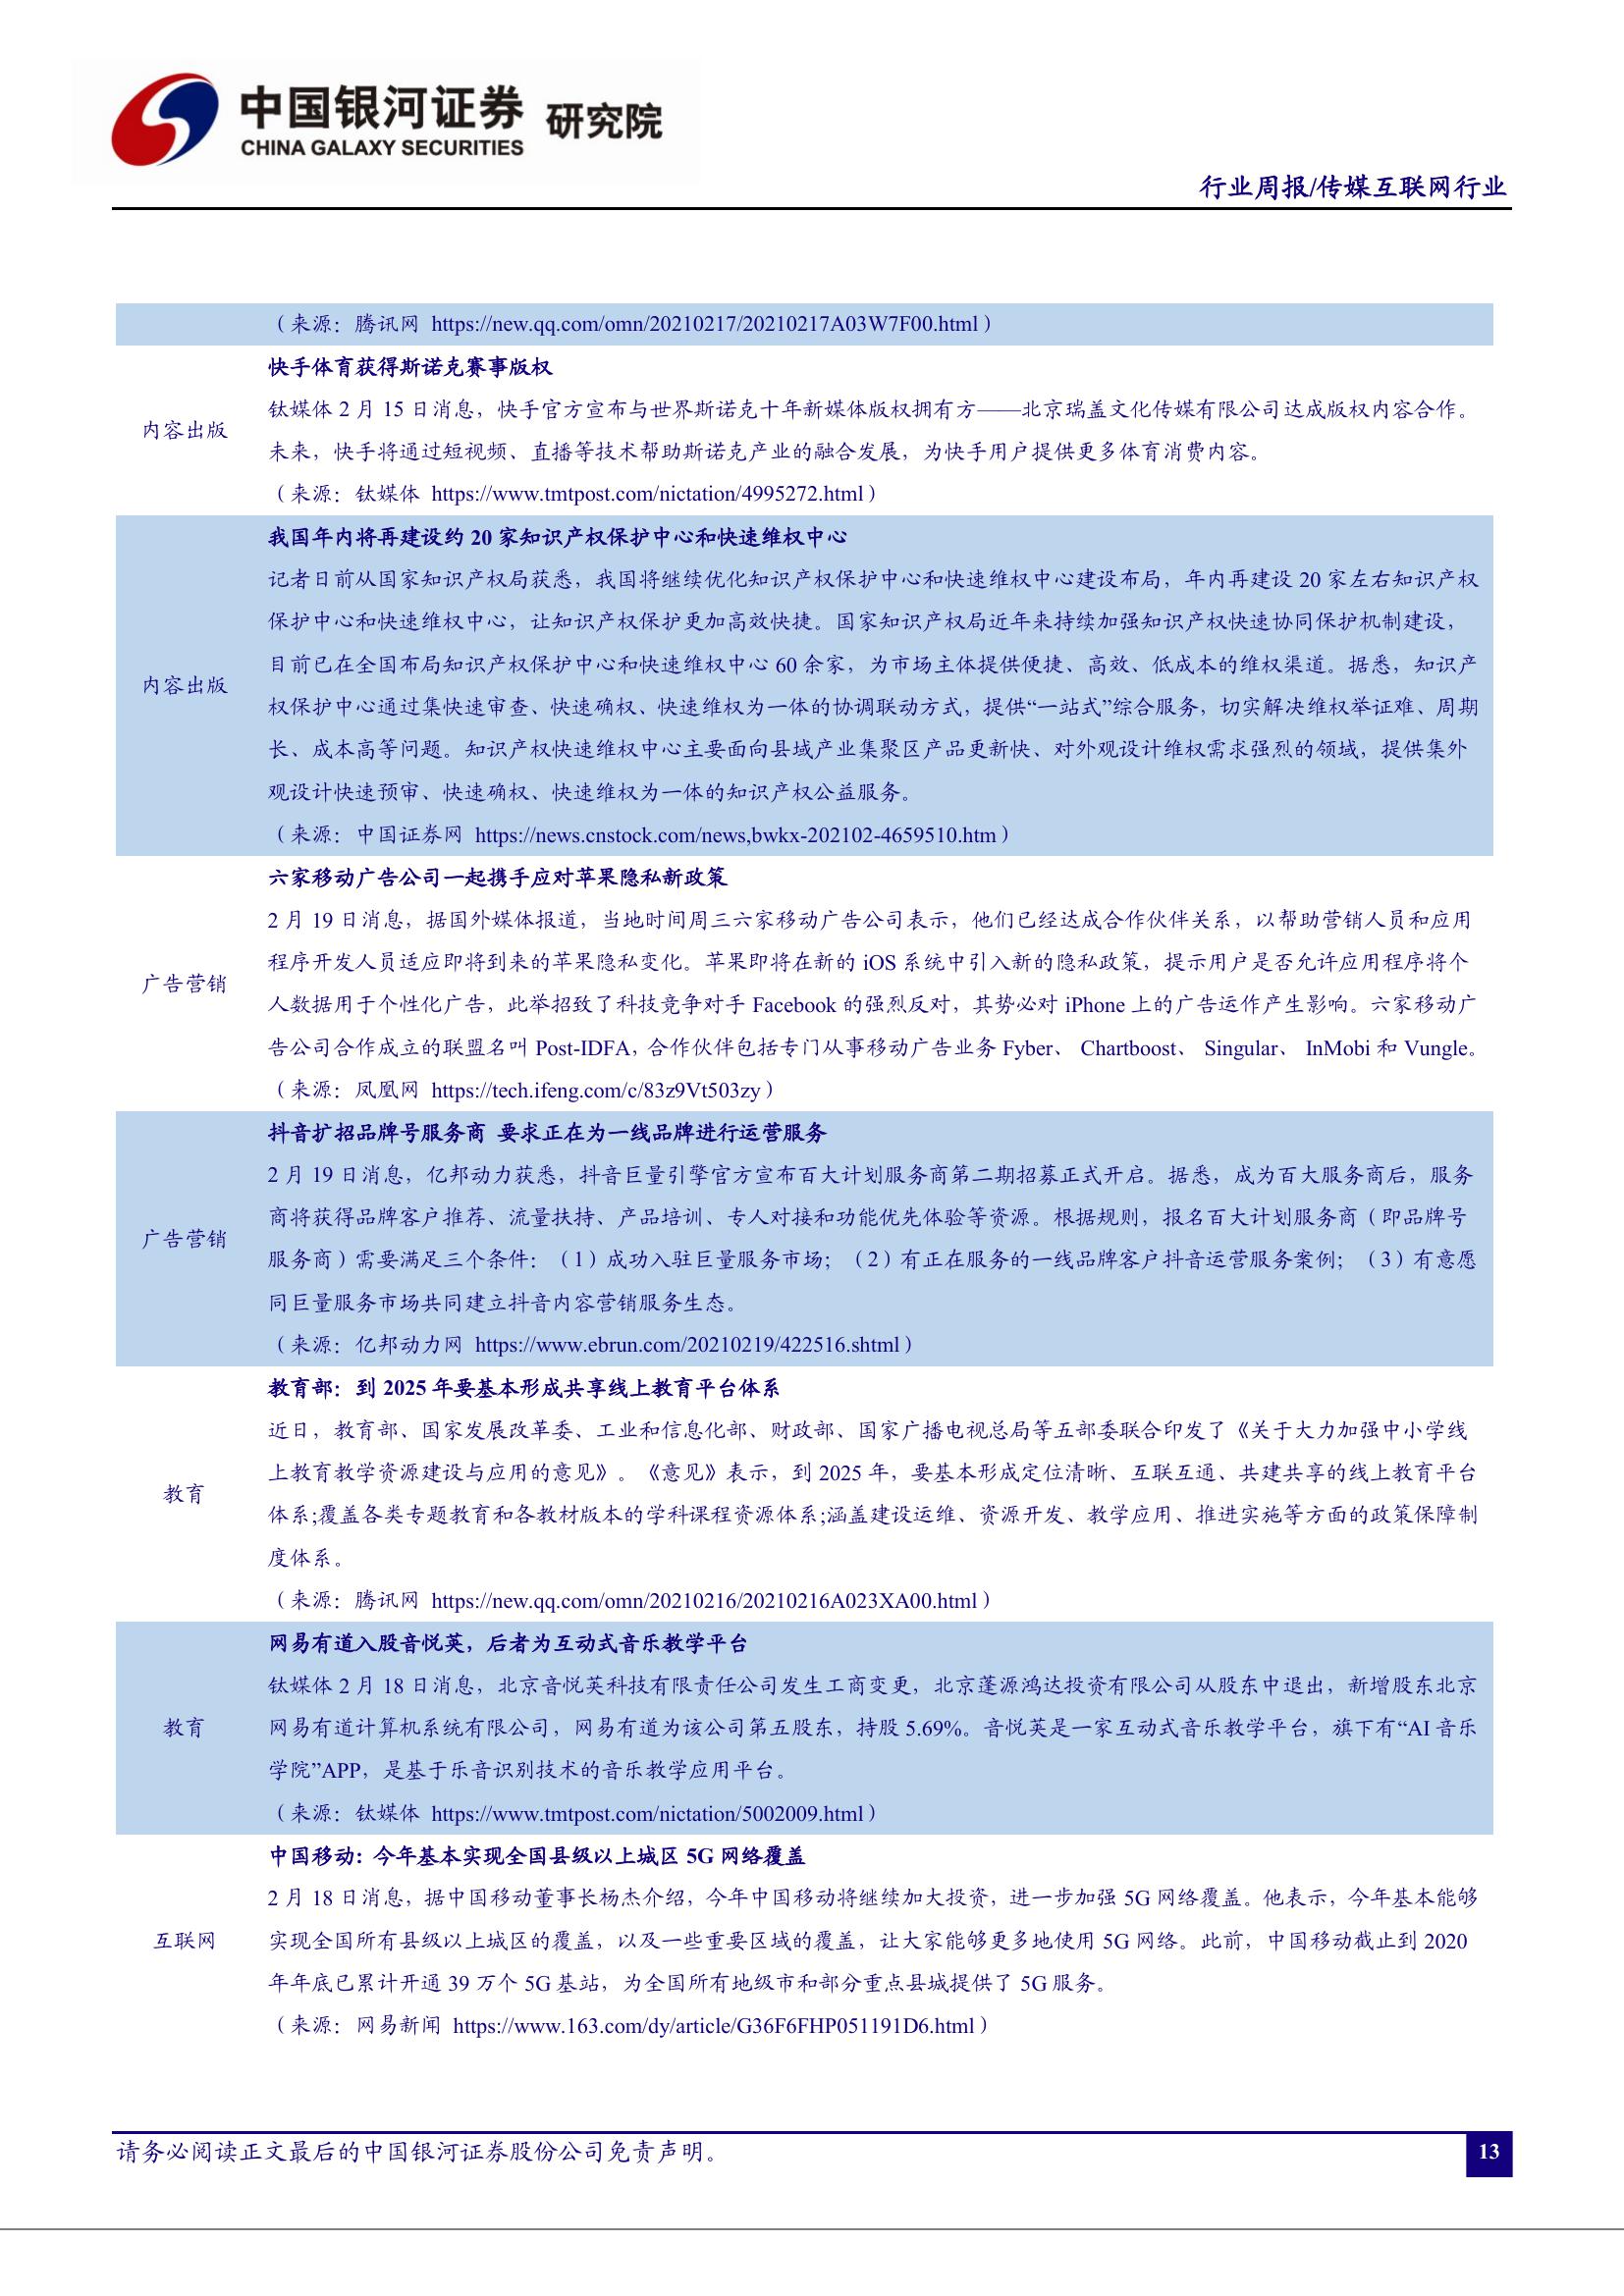 中国银河证券 研究院
CHINA GALAXY SECURITIES
行业周报/传媒互联网行业
（来源：腾讯网 https://new.qq.com/omn/20210217/20210217A03W7F00.html）
快手体育获得斯诺克赛事版权
内容出版
钛媒体 2 月 15 日消息，快手官方宣布与世界斯诺克十年新媒体版权拥有方——北京瑞盖文化传媒有限公司达成版权内容合作。
未来，快手将通过短视频、直播等技术帮助斯诺克产业的融合发展，为快手用户提供更多体育消费内容。
（来源：钛媒体 https://www.tmtpost.com/nictation/4995272.html）
我国年内将再建设约 20 家知识产权保护中心和快速维权中心
内容出版
记者日前从国家知识产权局获悉，我国将继续优化知识产权保护中心和快速维权中心建设布局，年内再建设 20 家左右知识产权
保护中心和快速维权中心，让知识产权保护更加高效快捷。国家知识产权局近年来持续加强知识产权快速协同保护机制建设，
目前已在全国布局知识产权保护中心和快速维权中心 60 余家，为市场主体提供便捷、高效、低成本的维权渠道。据悉，知识产
权保护中心通过集快速审查、快速确权、快速维权为一体的协调联动方式，提供“一站式”综合服务，切实解决维权举证难、周期
长、成本高等问题。知识产权快速维权中心主要面向县域产业集聚区产品更新快、对外观设计维权需求强烈的领域，提供集外
观设计快速预审、快速确权、快速维权为一体的知识产权公益服务。
（来源：中国证券网 https://news.cnstock.com/news,bwkx-202102-4659510.htm）
六家移动广告公司一起携手应对苹果隐私新政策
广告营销
2 月 19 日消息，据国外媒体报道，当地时间周三六家移动广告公司表示，他们已经达成合作伙伴关系，以帮助营销人员和应用
程序开发人员适应即将到来的苹果隐私变化。苹果即将在新的 iOS 系统中引入新的隐私政策，提示用户是否允许应用程序将个
人数据用于个性化广告，此举招致了科技竞争对手 Facebook 的强烈反对，其势必对 iPhone 上的广告运作产生影响。六家移动广
告公司合作成立的联盟名叫 Post-IDFA，合作伙伴包括专门从事移动广告业务 Fyber、 Chartboost、 Singular、 InMobi 和 Vungle。
（来源：凤凰网 https://tech.ifeng.com/c/83z9Vt503zy）
抖音扩招品牌号服务商 要求正在为一线品牌进行运营服务
广告营销
2 月 19 日消息，亿邦动力获悉，抖音巨量引擎官方宣布百大计划服务商第二期招募正式开启。据悉，成为百大服务商后，服务
商将获得品牌客户推荐、流量扶持、产品培训、专人对接和功能优先体验等资源。根据规则，报名百大计划服务商（即品牌号
服务商）需要满足三个条件：（1）成功入驻巨量服务市场；（2）有正在服务的一线品牌客户抖音运营服务案例；（3）有意愿
同巨量服务市场共同建立抖音内容营销服务生态。
（来源：亿邦动力网 https://www.ebrun.com/20210219/422516.shtml）
教育部：到 2025 年要基本形成共享线上教育平台体系
教育
近日，教育部、国家发展改革委、工业和信息化部、财政部、国家广播电视总局等五部委联合印发了《关于大力加强中小学线
上教育教学资源建设与应用的意见》。《意见》表示，到 2025 年，要基本形成定位清晰、互联互通、共建共享的线上教育平台
体系;覆盖各类专题教育和各教材版本的学科课程资源体系;涵盖建设运维、资源开发、教学应用、推进实施等方面的政策保障制
度体系。
（来源：腾讯网 https://new.qq.com/omn/20210216/20210216A023XA00.html）
网易有道入股音悦荚，后者为互动式音乐教学平台
教育
钛媒体 2 月 18 日消息，北京音悦荚科技有限责任公司发生工商变更，北京蓬源鸿达投资有限公司从股东中退出，新增股东北京
网易有道计算机系统有限公司，网易有道为该公司第五股东，持股 5.69%。音悦荚是一家互动式音乐教学平台，旗下有“AI 音乐
学院”APP，是基于乐音识别技术的音乐教学应用平台。
（来源：钛媒体 https://www.tmtpost.com/nictation/5002009.html）
中国移动：今年基本实现全国县级以上城区 5G 网络覆盖
互联网
2 月 18 日消息，据中国移动董事长杨杰介绍，今年中国移动将继续加大投资，进一步加强 5G 网络覆盖。他表示，今年基本能够
实现全国所有县级以上城区的覆盖，以及一些重要区域的覆盖，让大家能够更多地使用 5G 网络。此前，中国移动截止到 2020
年年底已累计开通 39 万个 5G 基站，为全国所有地级市和部分重点县城提供了 5G 服务。
（来源：网易新闻 https://www.163.com/dy/article/G36F6FHP051191D6.html）
请务必阅读正文最后的中国银河证券股份公司免责声明。
13